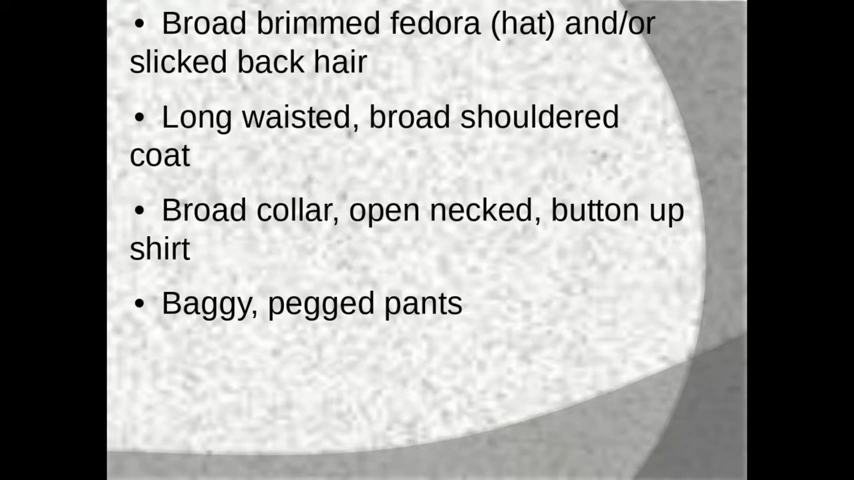 • Broad brimmed fedora (hat) and/or
slicked back hair
• Long waisted, broad shouldered
coat
• Broad collar, open necked, button up
shirt
• Baggy, pegged pants